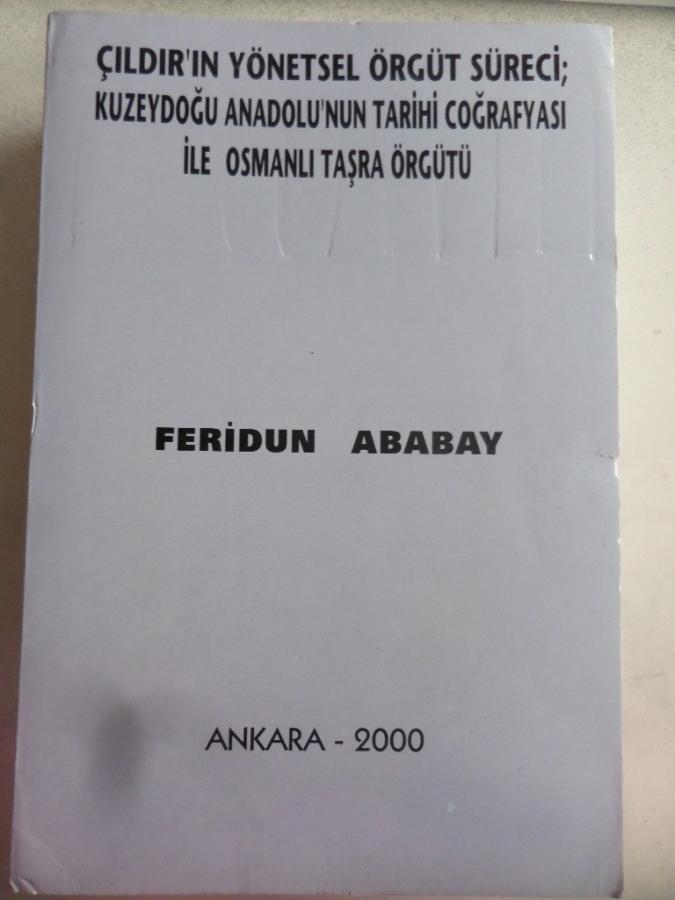 ÇILDIR'IN YÖNETSEL ÖRGÜT SÜRECİ;
KUZEYDOĞU ANADOLU'NUN TARİHİ COĞRAFYASI
İLE OSMANLI TAŞRA ÖRGÜTÜ
FERİDUN ABABAY
ANKARA - 2000